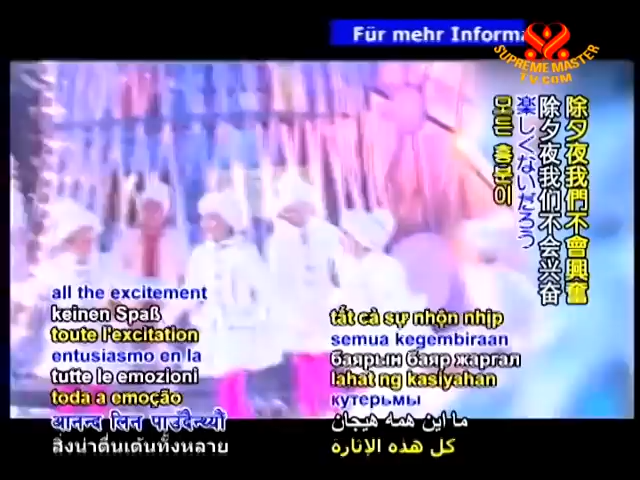 Für mehr Informa
SUPREME MASTER
TV.COM
除夕夜我們不會興奮
除夕夜我们不会兴奋
楽しくないだろう
모든 흥분이
all the excitement
keinen Spaß
toute l'excitation
entusiasmo en la
tutte le emozioni
toda a emoção
สิ่งน่าตื่นเต้นทั้งหลาย
tất cả sự nhộn nhịp
semua kegembiraan
баярын баяр жаргал
lahat ng kasiyahan
кутерьмы
ما این همه هیجان
كل هذه الإثارة